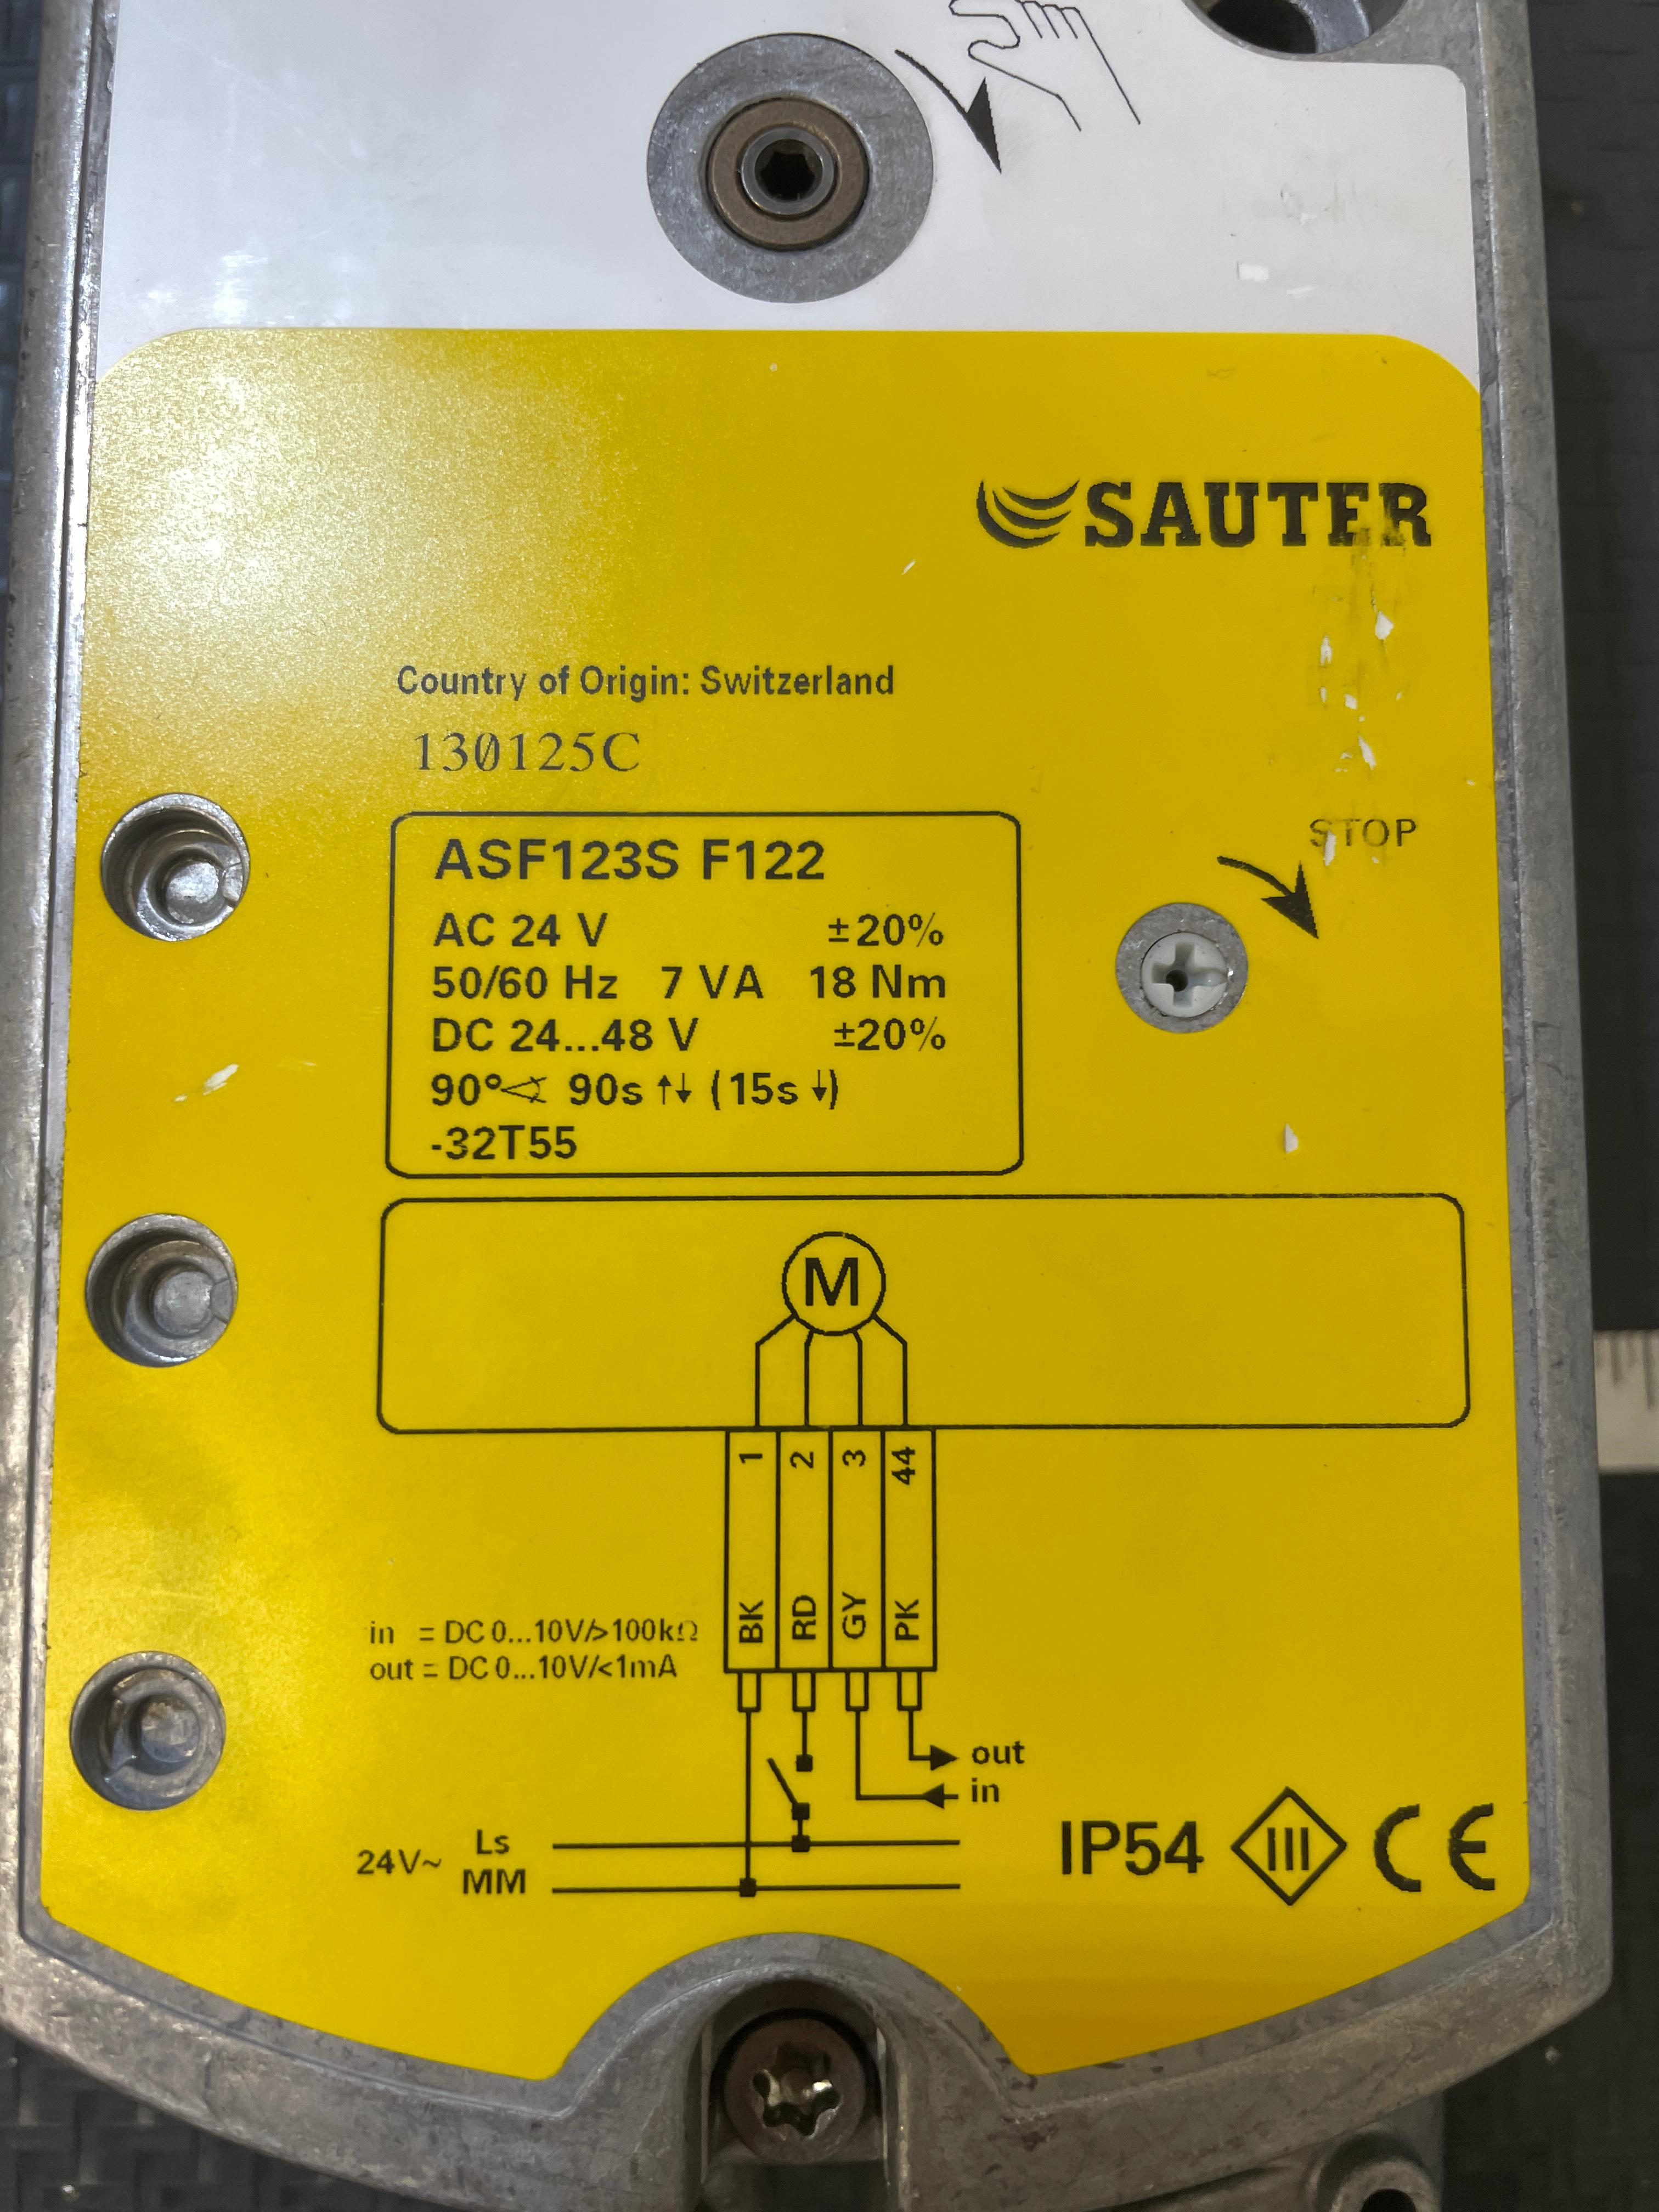 SAUTER
Country of Origin: Switzerland
130125C
STOP
ASF123S F122
AC 24 V ±20%
50/60 Hz 7 VA 18 Nm
DC 24...48 V ±20%
90°∢ 90s ↑↓ (15s ↓)
-32T55
M
1 2 3 44
BK RD GY PK
in = DC 0...10V/>100kΩ
out = DC 0...10V/<1mA
out
in
24V~ Ls
MM
IP54 III CE